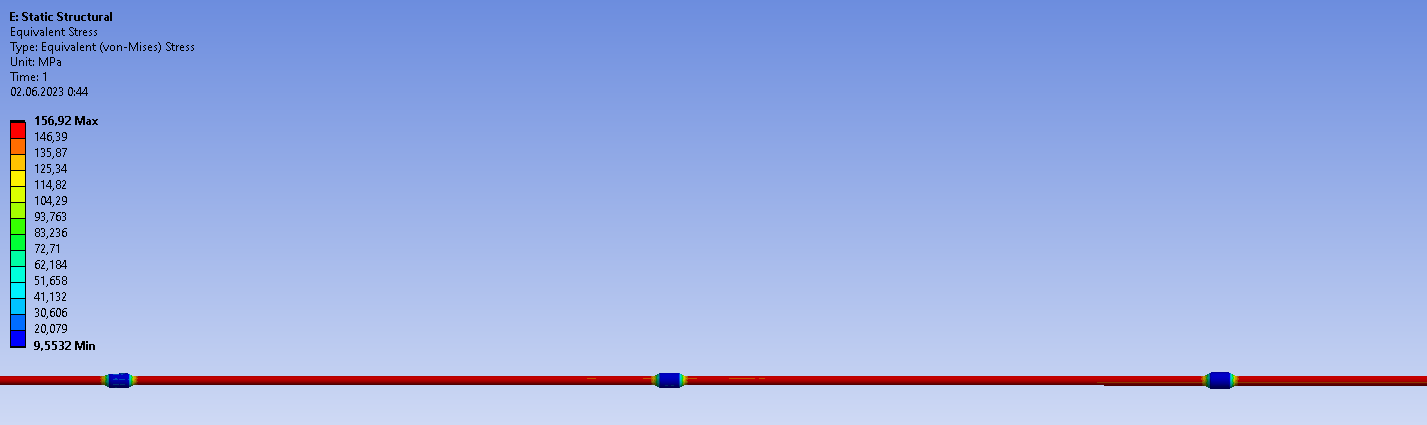 E: Static Structural
Equivalent Stress
Type: Equivalent (von-Mises) Stress
Unit: MPa
Time: 1
02.06.2023 0:44
156,92 Max
146,39
135,87
125,34
114,82
104,29
93,763
83,236
72,71
62,184
51,658
41,132
30,606
20,079
9,5532 Min